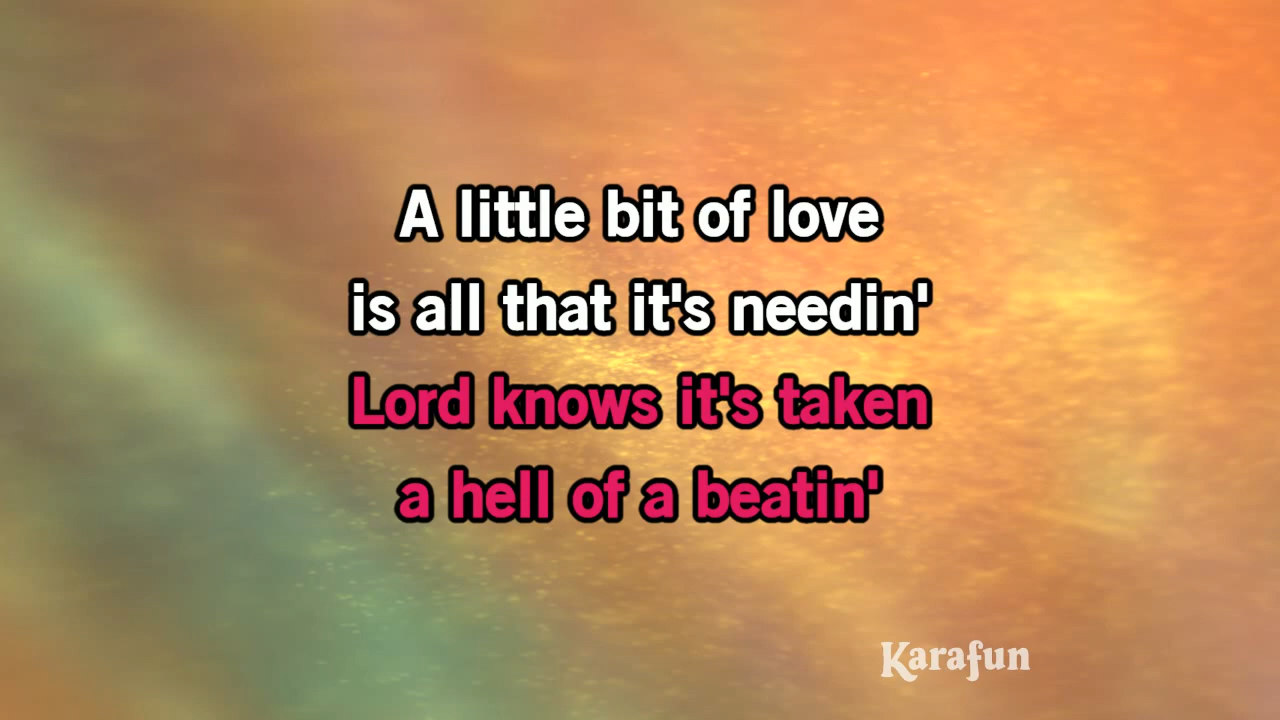 A little bit of love
is all that it's needin'
Lord knows it's taken
a hell of a beatin'
Karafun